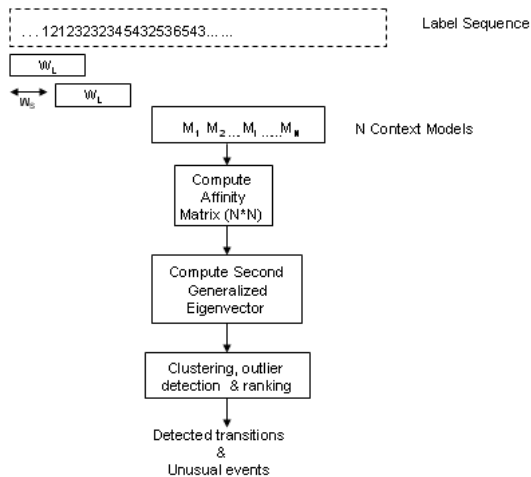 ...12123232345432536543......
Label Sequence
W_L
W_S
W_L
M_1 M_2.... M_i ...... M_N
N Context Models
Compute
Affinity
Matrix (N*N)
Compute Second
Generalized
Eigenvector
Clustering, outlier
detection & ranking
Detected transitions
&
Unusual events